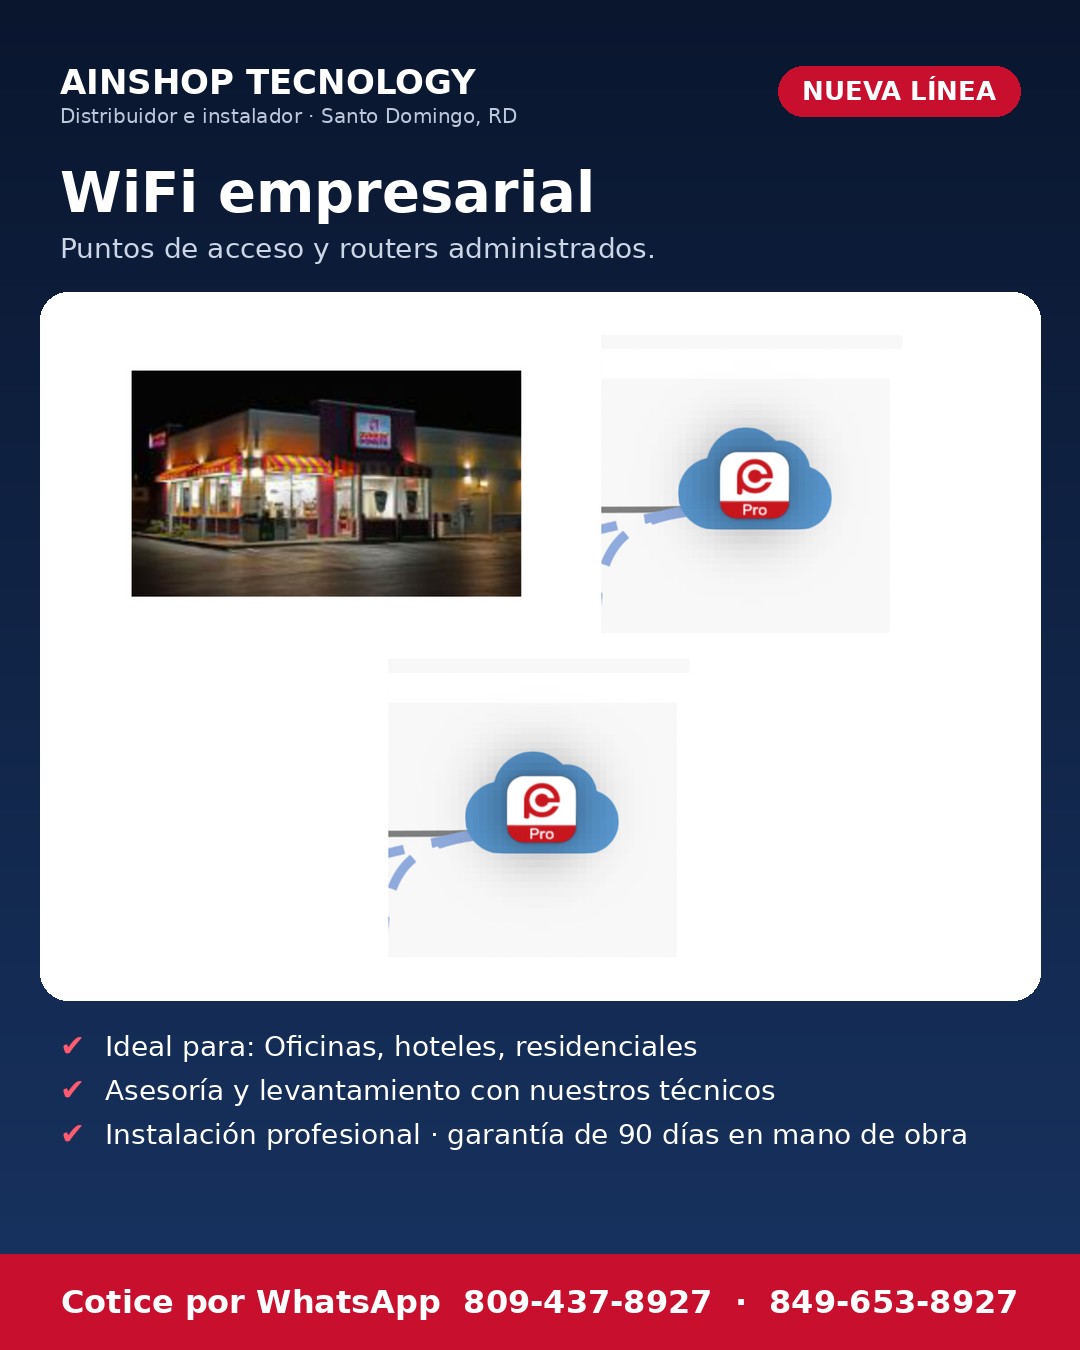 AINSHOP TECNOLOGY
Distribuidor e instalador · Santo Domingo, RD
NUEVA LÍNEA
WiFi empresarial
Puntos de acceso y routers administrados.
Pro
Pro
✔ Ideal para: Oficinas, hoteles, residenciales
✔ Asesoría y levantamiento con nuestros técnicos
✔ Instalación profesional · garantía de 90 días en mano de obra
Cotice por WhatsApp 809-437-8927 · 849-653-8927